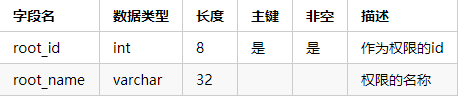 字段名 数据类型 长度 主键 非空 描述
root_id int 8 是 是 作为权限的id
root_name varchar 32 权限的名称